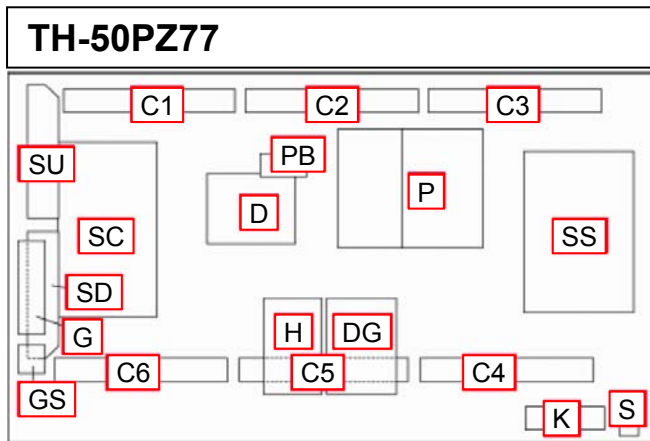 TH-50PZ77
C1 C2 C3
SU PB P
D
SC SS
SD
G H DG
C6 C5 C4
GS K S